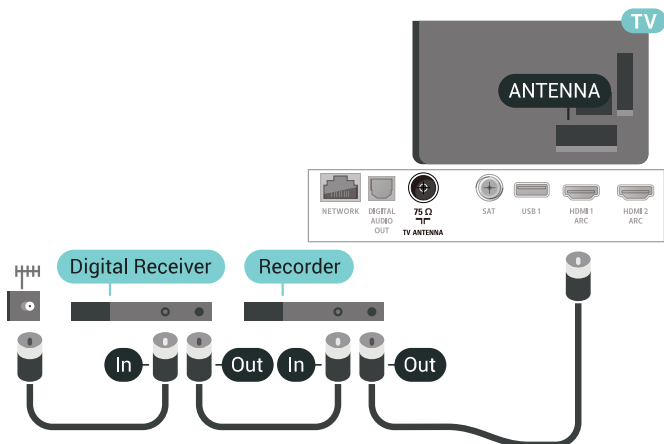 TV
ANTENNA
NETWORK
DIGITAL
AUDIO
OUT
75 Ω
TV ANTENNA
SAT
USB 1
HDMI 1
ARC
HDMI 2
ARC
Digital Receiver
Recorder
In
Out
In
Out